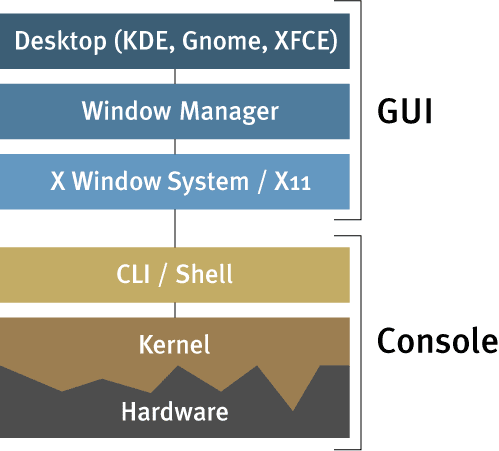 Desktop (KDE, Gnome, XFCE)
Window Manager
GUI
X Window System / X11
CLI / Shell
Kernel
Console
Hardware